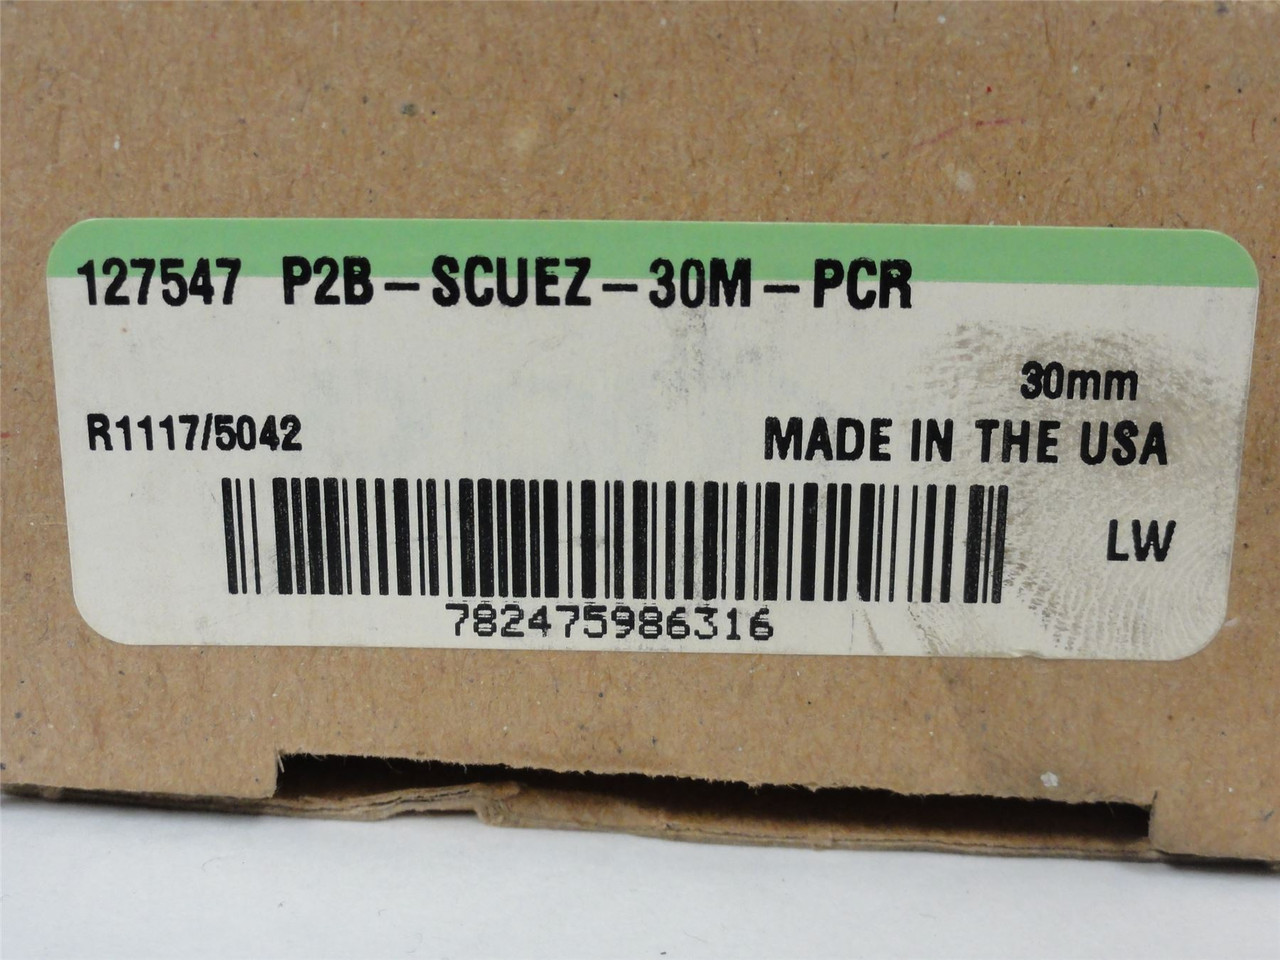 127547 P2B-SCUEZ-30M-PCR
30mm
R1117/5042 MADE IN THE USA
LW
782475986316